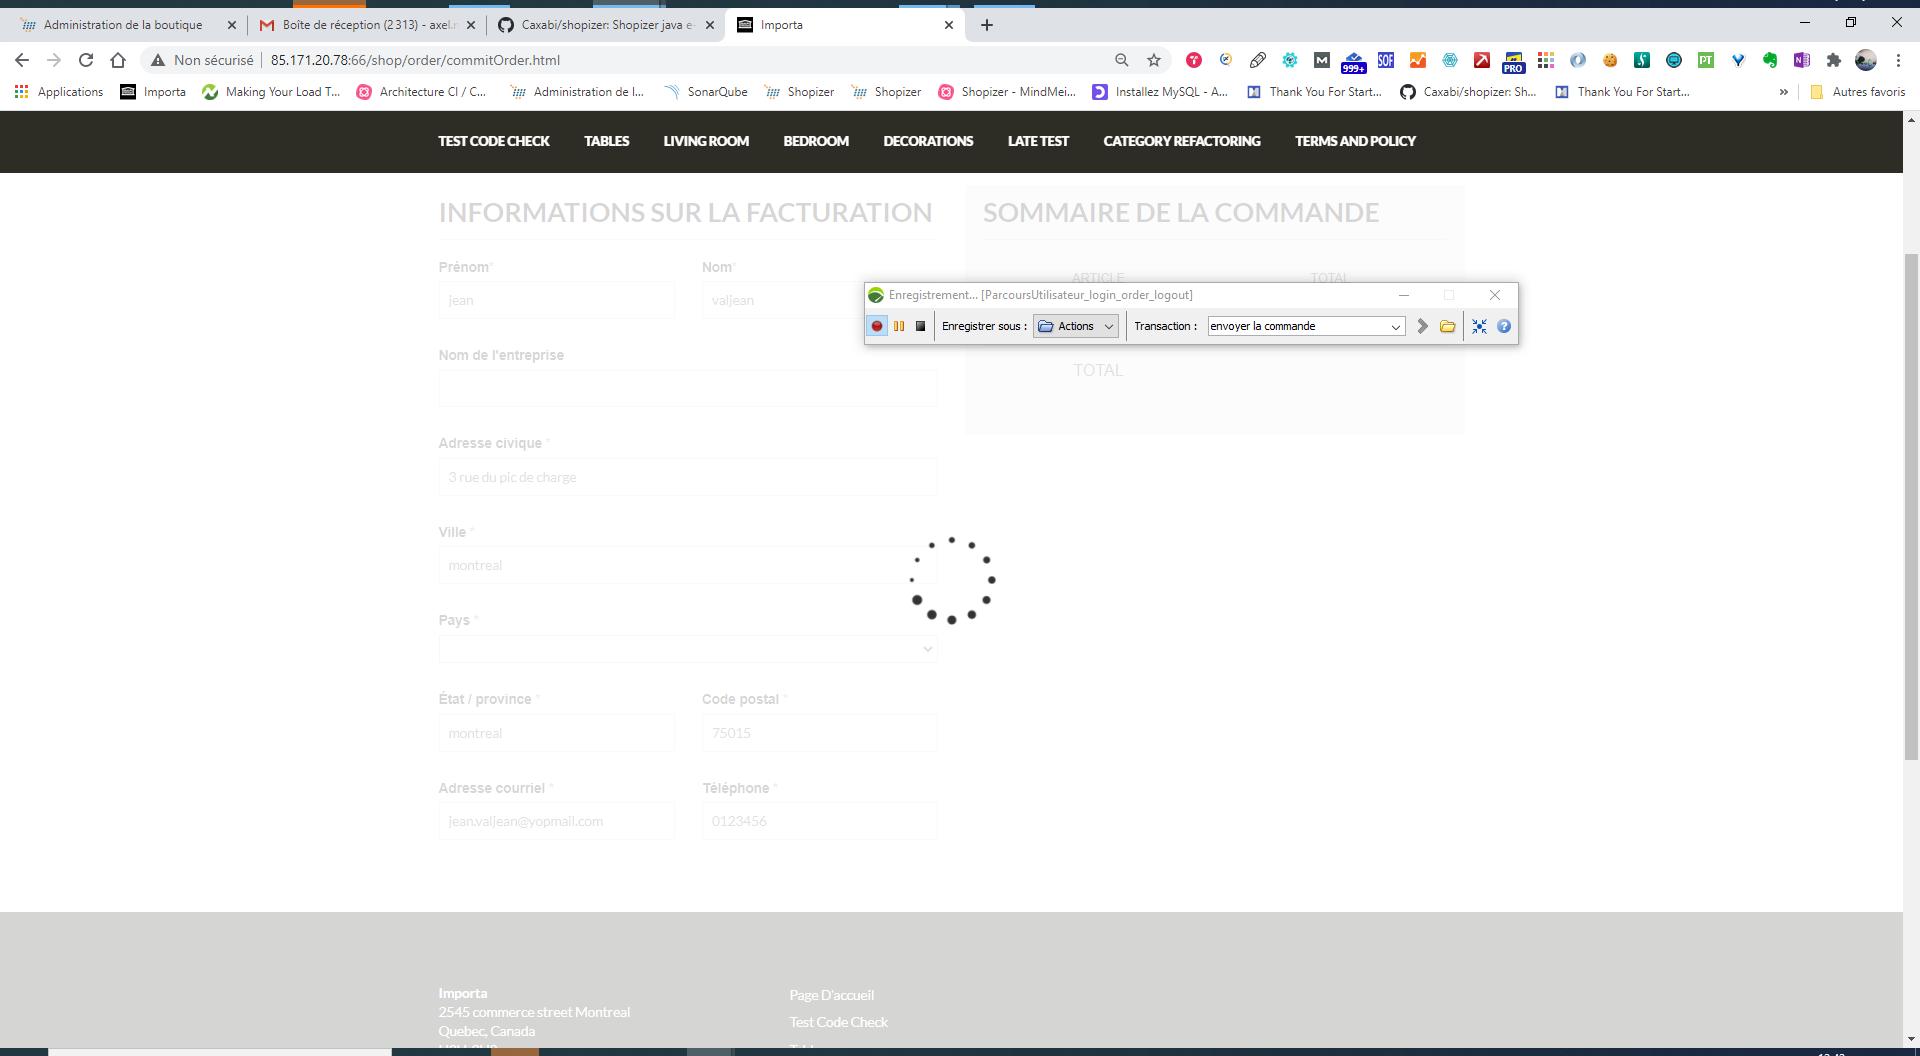 Administration de la boutique
Boîte de réception (2 313) - axel.r
Caxabi/shopizer: Shopizer java e-
Importa
Non sécurisé
85.171.20.78:66/shop/order/commitOrder.html
999+
SOF
PRO
PT
Applications
Importa
Making Your Load T...
Architecture CI / C...
Administration de l...
SonarQube
Shopizer
Shopizer
Shopizer - MindMei...
Installez MySQL - A...
Thank You For Start...
Caxabi/shopizer: Sh...
Thank You For Start...
»
Autres favoris
TEST CODE CHECK
TABLES
LIVING ROOM
BEDROOM
DECORATIONS
LATE TEST
CATEGORY REFACTORING
TERMS AND POLICY
INFORMATIONS SUR LA FACTURATION
SOMMAIRE DE LA COMMANDE
Prénom*
Nom*
ARTICLE
TOTAL
jean
valjean
Enregistrement... [ParcoursUtilisateur_login_order_logout]
Enregistrer sous :
Actions
Transaction :
envoyer la commande
Nom de l'entreprise
TOTAL
Adresse civique *
3 rue du pic de charge
Ville *
montreal
Pays *
État / province *
Code postal *
montreal
75015
Adresse courriel *
Téléphone *
jean.valjean@yopmail.com
0123456
Importa
2545 commerce street Montreal
Quebec, Canada
Page D'accueil
Test Code Check